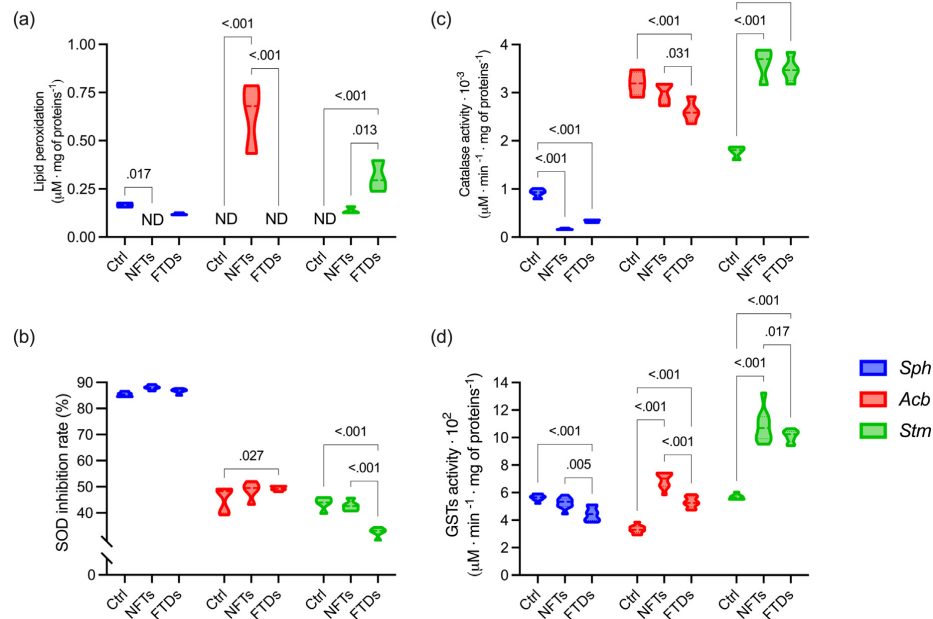 (a)
Lipid peroxidation
(μM · mg of proteins⁻¹)
1.00
0.75
0.50
0.25
0.00
.017
ND
<.001
<.001
ND
ND
<.001
.013
ND
Ctrl
NFTs
FTDs
Ctrl
NFTs
FTDs
Ctrl
NFTs
FTDs
(c)
Catalase activity · 10⁻³
(μM · min⁻¹ · mg of proteins⁻¹)
4
3
2
1
0
<.001
<.001
<.001
.031
<.001
Ctrl
NFTs
FTDs
Ctrl
NFTs
FTDs
Ctrl
NFTs
FTDs
(b)
SOD inhibition rate (%)
90
80
70
60
50
40
0
.027
<.001
<.001
Ctrl
NFTs
FTDs
Ctrl
NFTs
FTDs
Ctrl
NFTs
FTDs
(d)
GSTs activity · 10²
(μM · min⁻¹ · mg of proteins⁻¹)
14
12
10
8
6
4
2
0
<.001
.005
<.001
<.001
<.001
<.001
.017
<.001
Ctrl
NFTs
FTDs
Ctrl
NFTs
FTDs
Ctrl
NFTs
FTDs
Sph
Acb
Stm